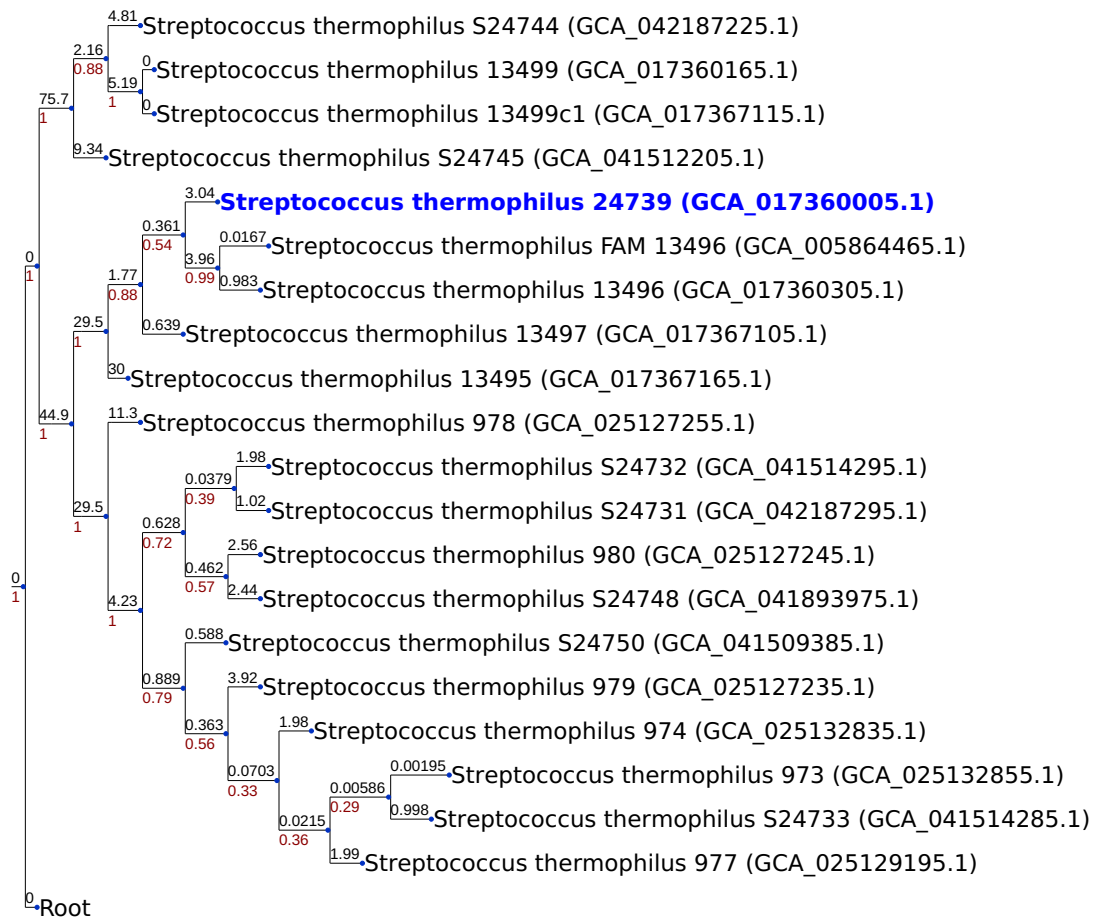 4.81
Streptococcus thermophilus S24744 (GCA_042187225.1)
2.16
0.88
0
Streptococcus thermophilus 13499 (GCA_017360165.1)
5.19
1
75.7
1
0
Streptococcus thermophilus 13499c1 (GCA_017367115.1)
9.34
Streptococcus thermophilus S24745 (GCA_041512205.1)
3.04
Streptococcus thermophilus 24739 (GCA_017360005.1)
0.361
0.54
0.0167
Streptococcus thermophilus FAM 13496 (GCA_005864465.1)
0
1
3.96
0.99
1.77
0.88
0.983
Streptococcus thermophilus 13496 (GCA_017360305.1)
29.5
1
0.639
Streptococcus thermophilus 13497 (GCA_017367105.1)
30
Streptococcus thermophilus 13495 (GCA_017367165.1)
44.9
1
11.3
Streptococcus thermophilus 978 (GCA_025127255.1)
1.98
Streptococcus thermophilus S24732 (GCA_041514295.1)
0.0379
0.39
29.5
1
1.02
Streptococcus thermophilus S24731 (GCA_042187295.1)
0.628
0.72
2.56
Streptococcus thermophilus 980 (GCA_025127245.1)
0.462
0.57
0
1
2.44
Streptococcus thermophilus S24748 (GCA_041893975.1)
4.23
1
0.588
Streptococcus thermophilus S24750 (GCA_041509385.1)
0.889
0.79
3.92
Streptococcus thermophilus 979 (GCA_025127235.1)
0.363
0.56
1.98
Streptococcus thermophilus 974 (GCA_025132835.1)
0.0703
0.33
0.00195
Streptococcus thermophilus 973 (GCA_025132855.1)
0.00586
0.29
0.0215
0.36
0.998
Streptococcus thermophilus S24733 (GCA_041514285.1)
1.99
Streptococcus thermophilus 977 (GCA_025129195.1)
0
Root